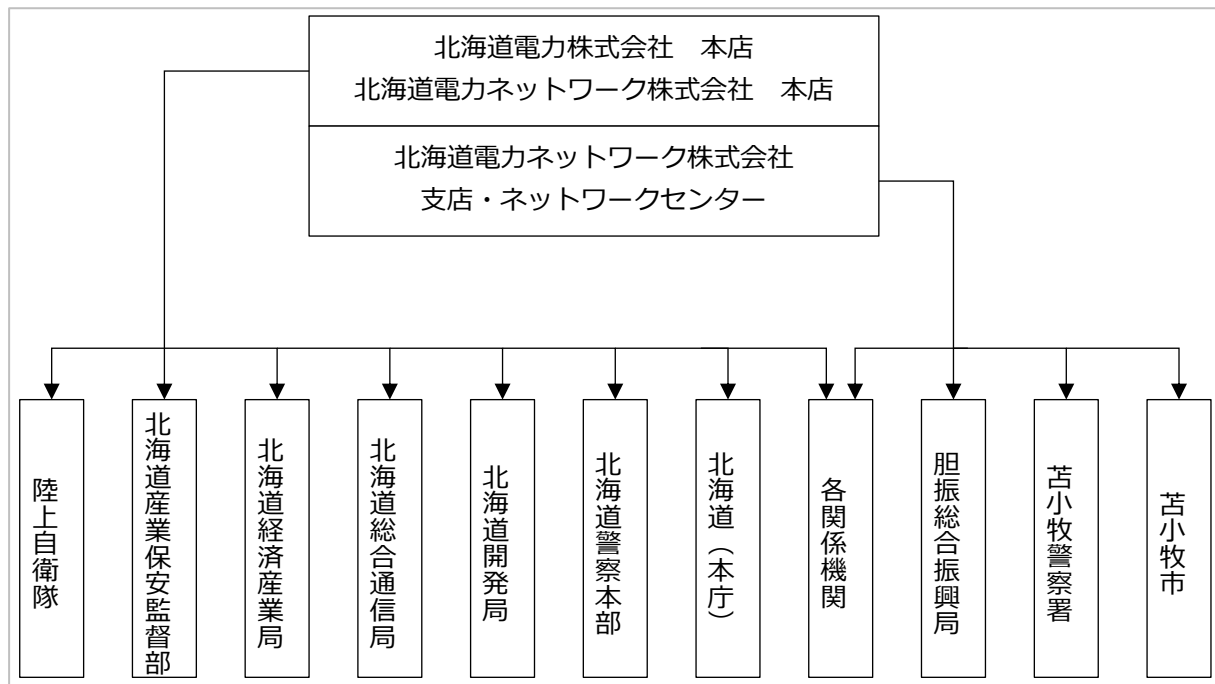 北海道電力株式会社　本店
北海道電力ネットワーク株式会社　本店
北海道電力ネットワーク株式会社
支店・ネットワークセンター
陸上自衛隊
北海道産業保安監督部
北海道経済産業局
北海道総合通信局
北海道開発局
北海道警察本部
北海道（本庁）
各関係機関
胆振総合振興局
苫小牧警察署
苫小牧市